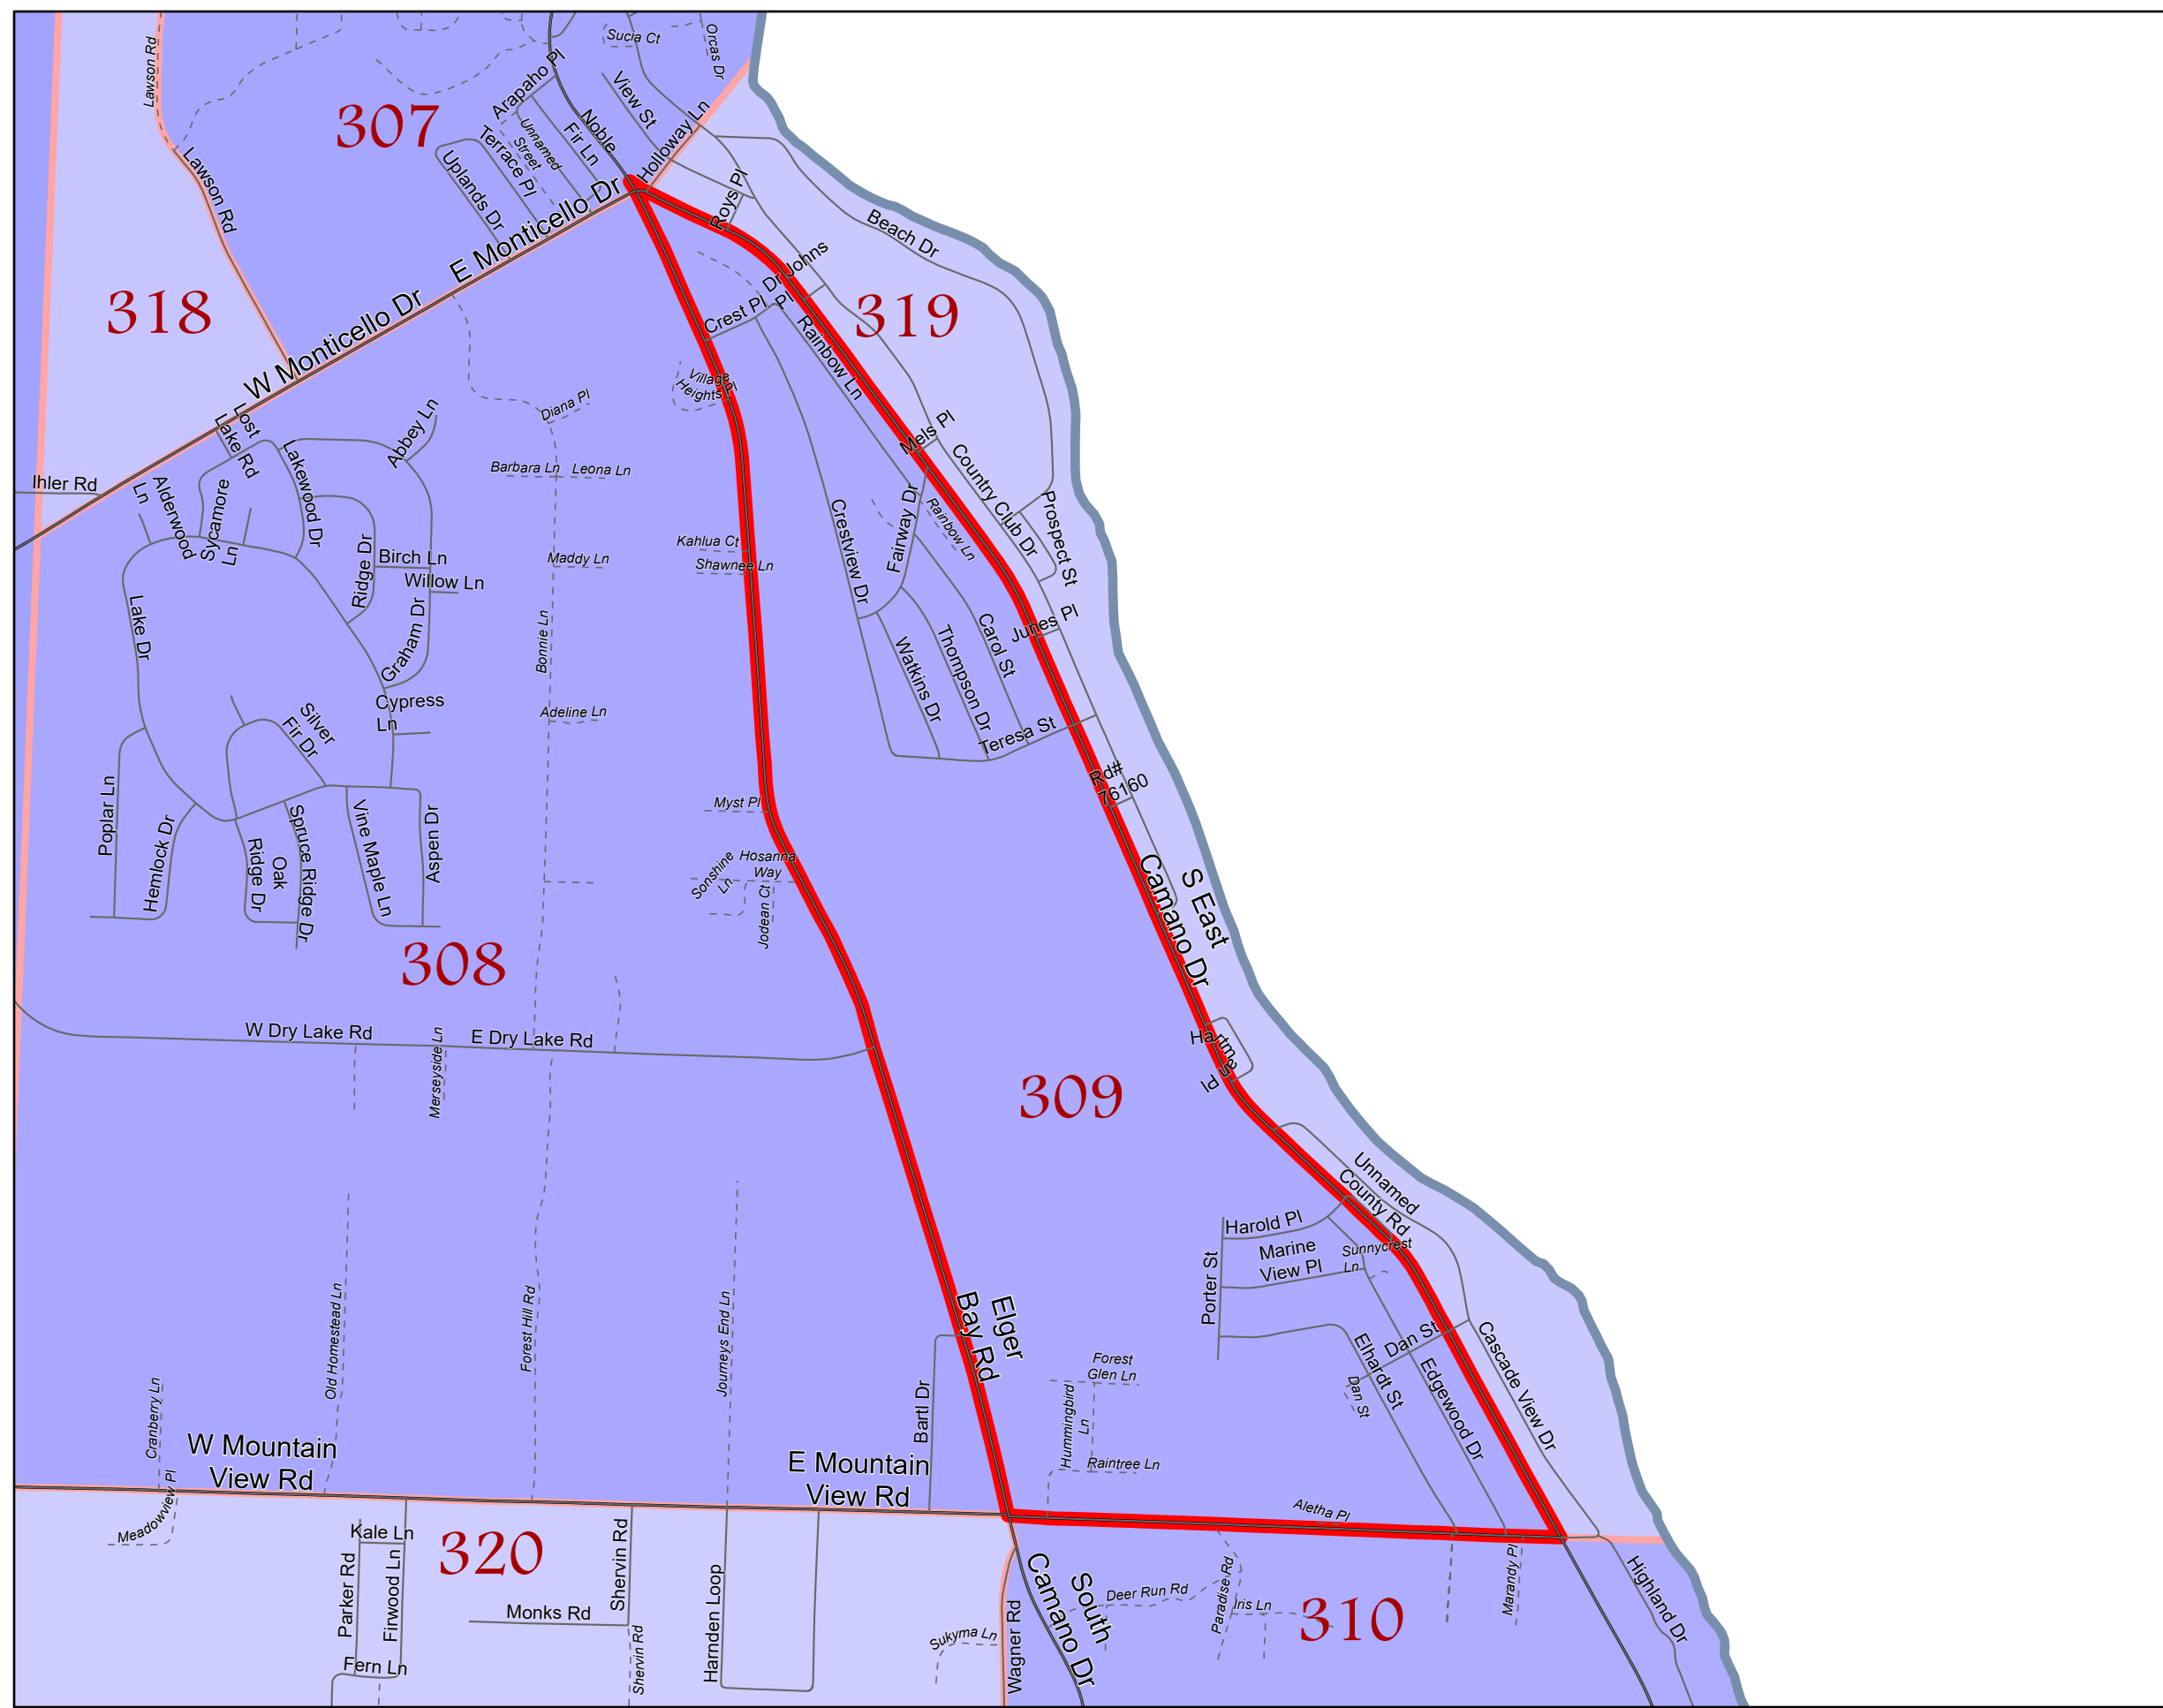 Lawson Rd
Sucia Ct
Orcas Dr
307
Arapaho Pl
View St
Noble
Holloway Ln
Fir Ln
Unnamed
Street
Terrace Pl
Uplands Dr
Lawson Rd
Roys Pl
E Monticello Dr
Beach Dr
318
W Monticello Dr
Dr Johns
Pl
Crest Pl
319
Rainbow Ln
Village
Heights Pl
Diana Pl
Lost
Lake Rd
Abbey Ln
Mels Pl
Country Club Dr
Barbara Ln
Leona Ln
Ihler Rd
Alderwood
Ln
Sycamore
Ln
Lakewood Dr
Prospect St
Rainbow Ln
Fairway Dr
Crestview Dr
Kahlua Ct
Shawnee Ln
Maddy Ln
Birch Ln
Willow Ln
Ridge Dr
Graham Dr
Lake Dr
Bonnie Ln
Junes Pl
Carol St
Thompson Dr
Watkins Dr
Teresa St
Cypress
Ln
Adeline Ln
Silver
Fir Dr
Rd#
76160
Myst Pl
Poplar Ln
Hemlock Dr
Oak
Ridge Dr
Spruce Ridge Dr
Vine Maple Ln
Aspen Dr
Sonshine
Ln
Hosanna
Way
Jodean Ct
S East
Camano Dr
308
W Dry Lake Rd
E Dry Lake Rd
Merseyside Ln
Hartman
Pl
309
Unnamed
County Rd
Harold Pl
Marine
View Pl
Sunnycrest
Ln
Porter St
Old Homestead Ln
Forest Hill Rd
Journeys End Ln
Elger
Bay Rd
Bartl Dr
Forest
Glen Ln
Hummingbird
Ln
Raintree Ln
Dan St
Dan St
Elhardt St
Edgewood Dr
Cascade View Dr
Cranberry Ln
Meadowview Pl
W Mountain
View Rd
E Mountain
View Rd
Aletha Pl
320
Kale Ln
Parker Rd
Firwood Ln
Fern Ln
Shervin Rd
Monks Rd
Shervin Rd
Harnden Loop
Sukyma Ln
Wagner Rd
South
Camano Dr
Deer Run Rd
Paradise Rd
Iris Ln
310
Marandy Pl
Highland Dr